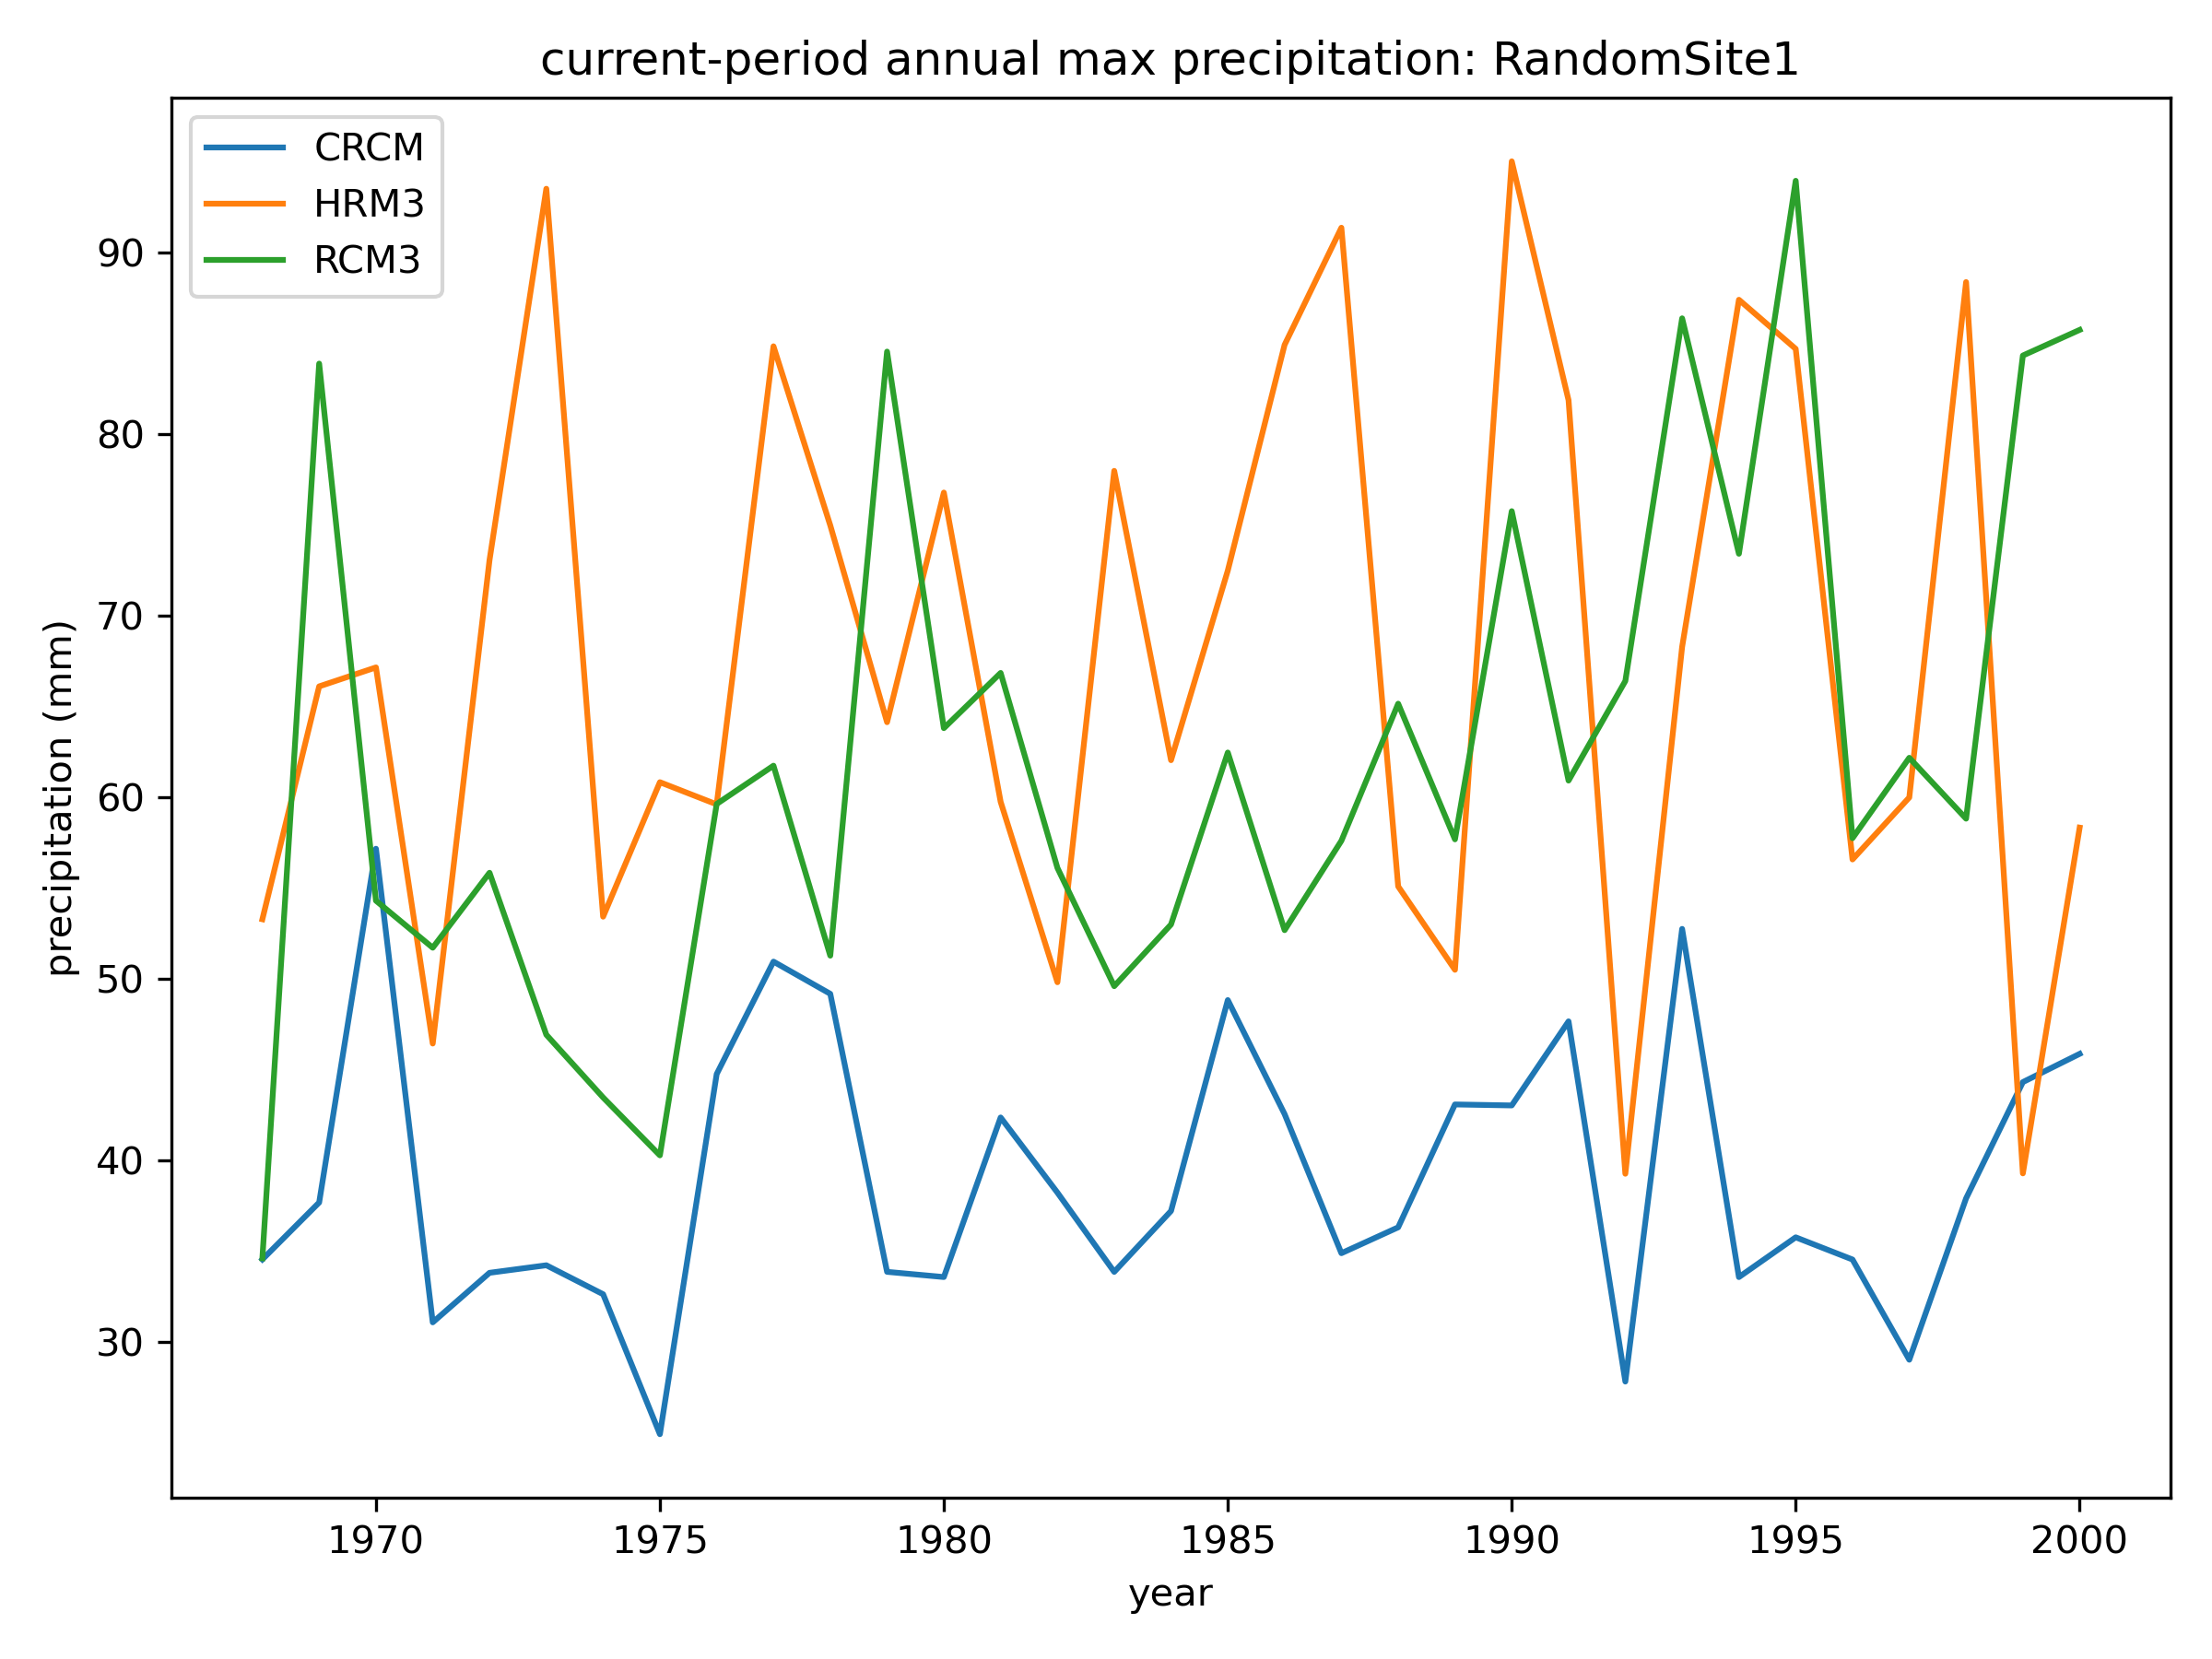 current-period annual max precipitation: RandomSite1
CRCM
HRM3
RCM3
90
80
70
60
50
40
30
precipitation (mm)
1970 1975 1980 1985 1990 1995 2000
year